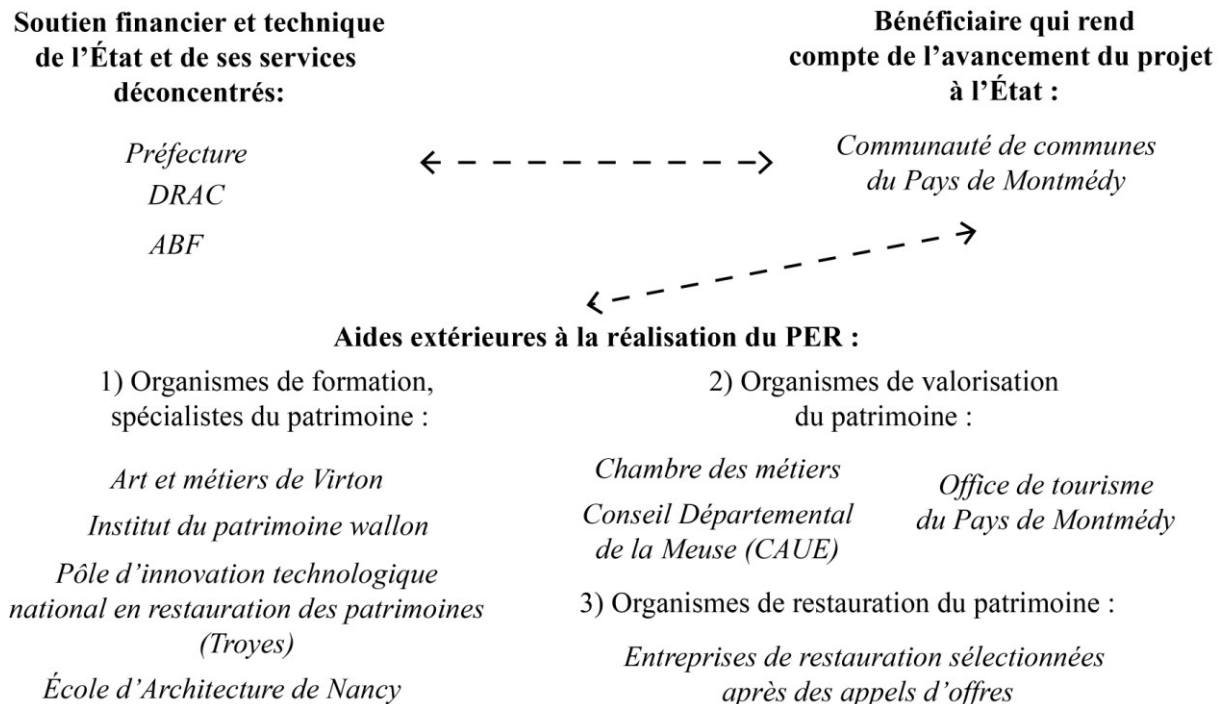 Soutien financier et technique
de l’État et de ses services
déconcentrés:
Préfecture
DRAC
ABF
Bénéficiaire qui rend
compte de l’avancement du projet
à l’État :
Communauté de communes
du Pays de Montmédy
Aides extérieures à la réalisation du PER :
1) Organismes de formation,
spécialistes du patrimoine :
Art et métiers de Virton
Institut du patrimoine wallon
Pôle d’innovation technologique
national en restauration des patrimoines
(Troyes)
École d’Architecture de Nancy
2) Organismes de valorisation
du patrimoine :
Chambre des métiers
Conseil Départemental
de la Meuse (CAUE)
Office de tourisme
du Pays de Montmédy
3) Organismes de restauration du patrimoine :
Entreprises de restauration sélectionnées
après des appels d’offres